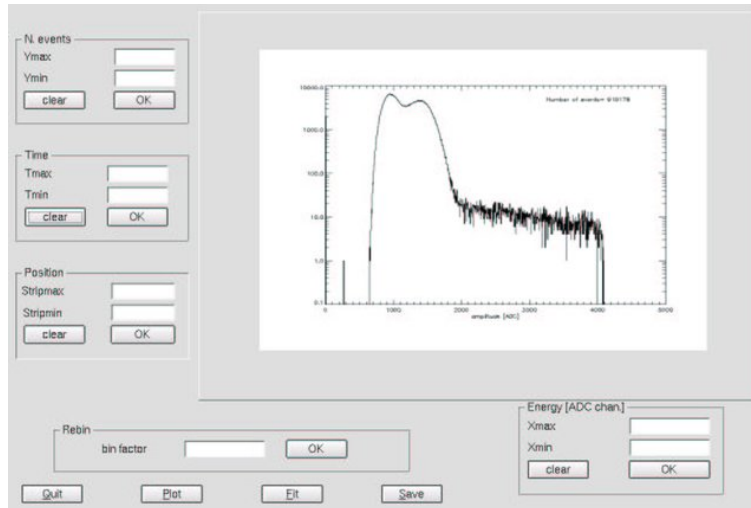 N. events
Ymax
Ymin
clear OK
Time
Tmax
Tmin
clear OK
Position
Stripmax
Stripmin
clear OK
10000.0
1000.0
100.0
10.0
1.0
0.1
Number of events=
0 1000 2000 3000 4000 5000
amplitude [ADC]
Rebin
bin factor OK
Energy [ADC chan.]
Xmax
Xmin
clear OK
Quit Plot Fit Save